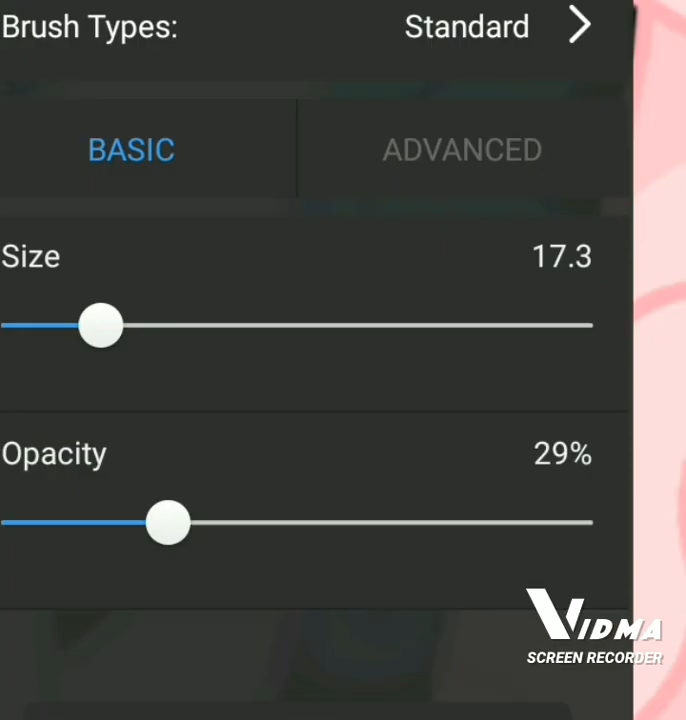 Brush Types: Standard
BASIC ADVANCED
Size 17.3
Opacity 29%
VIDMA
SCREEN RECORDER